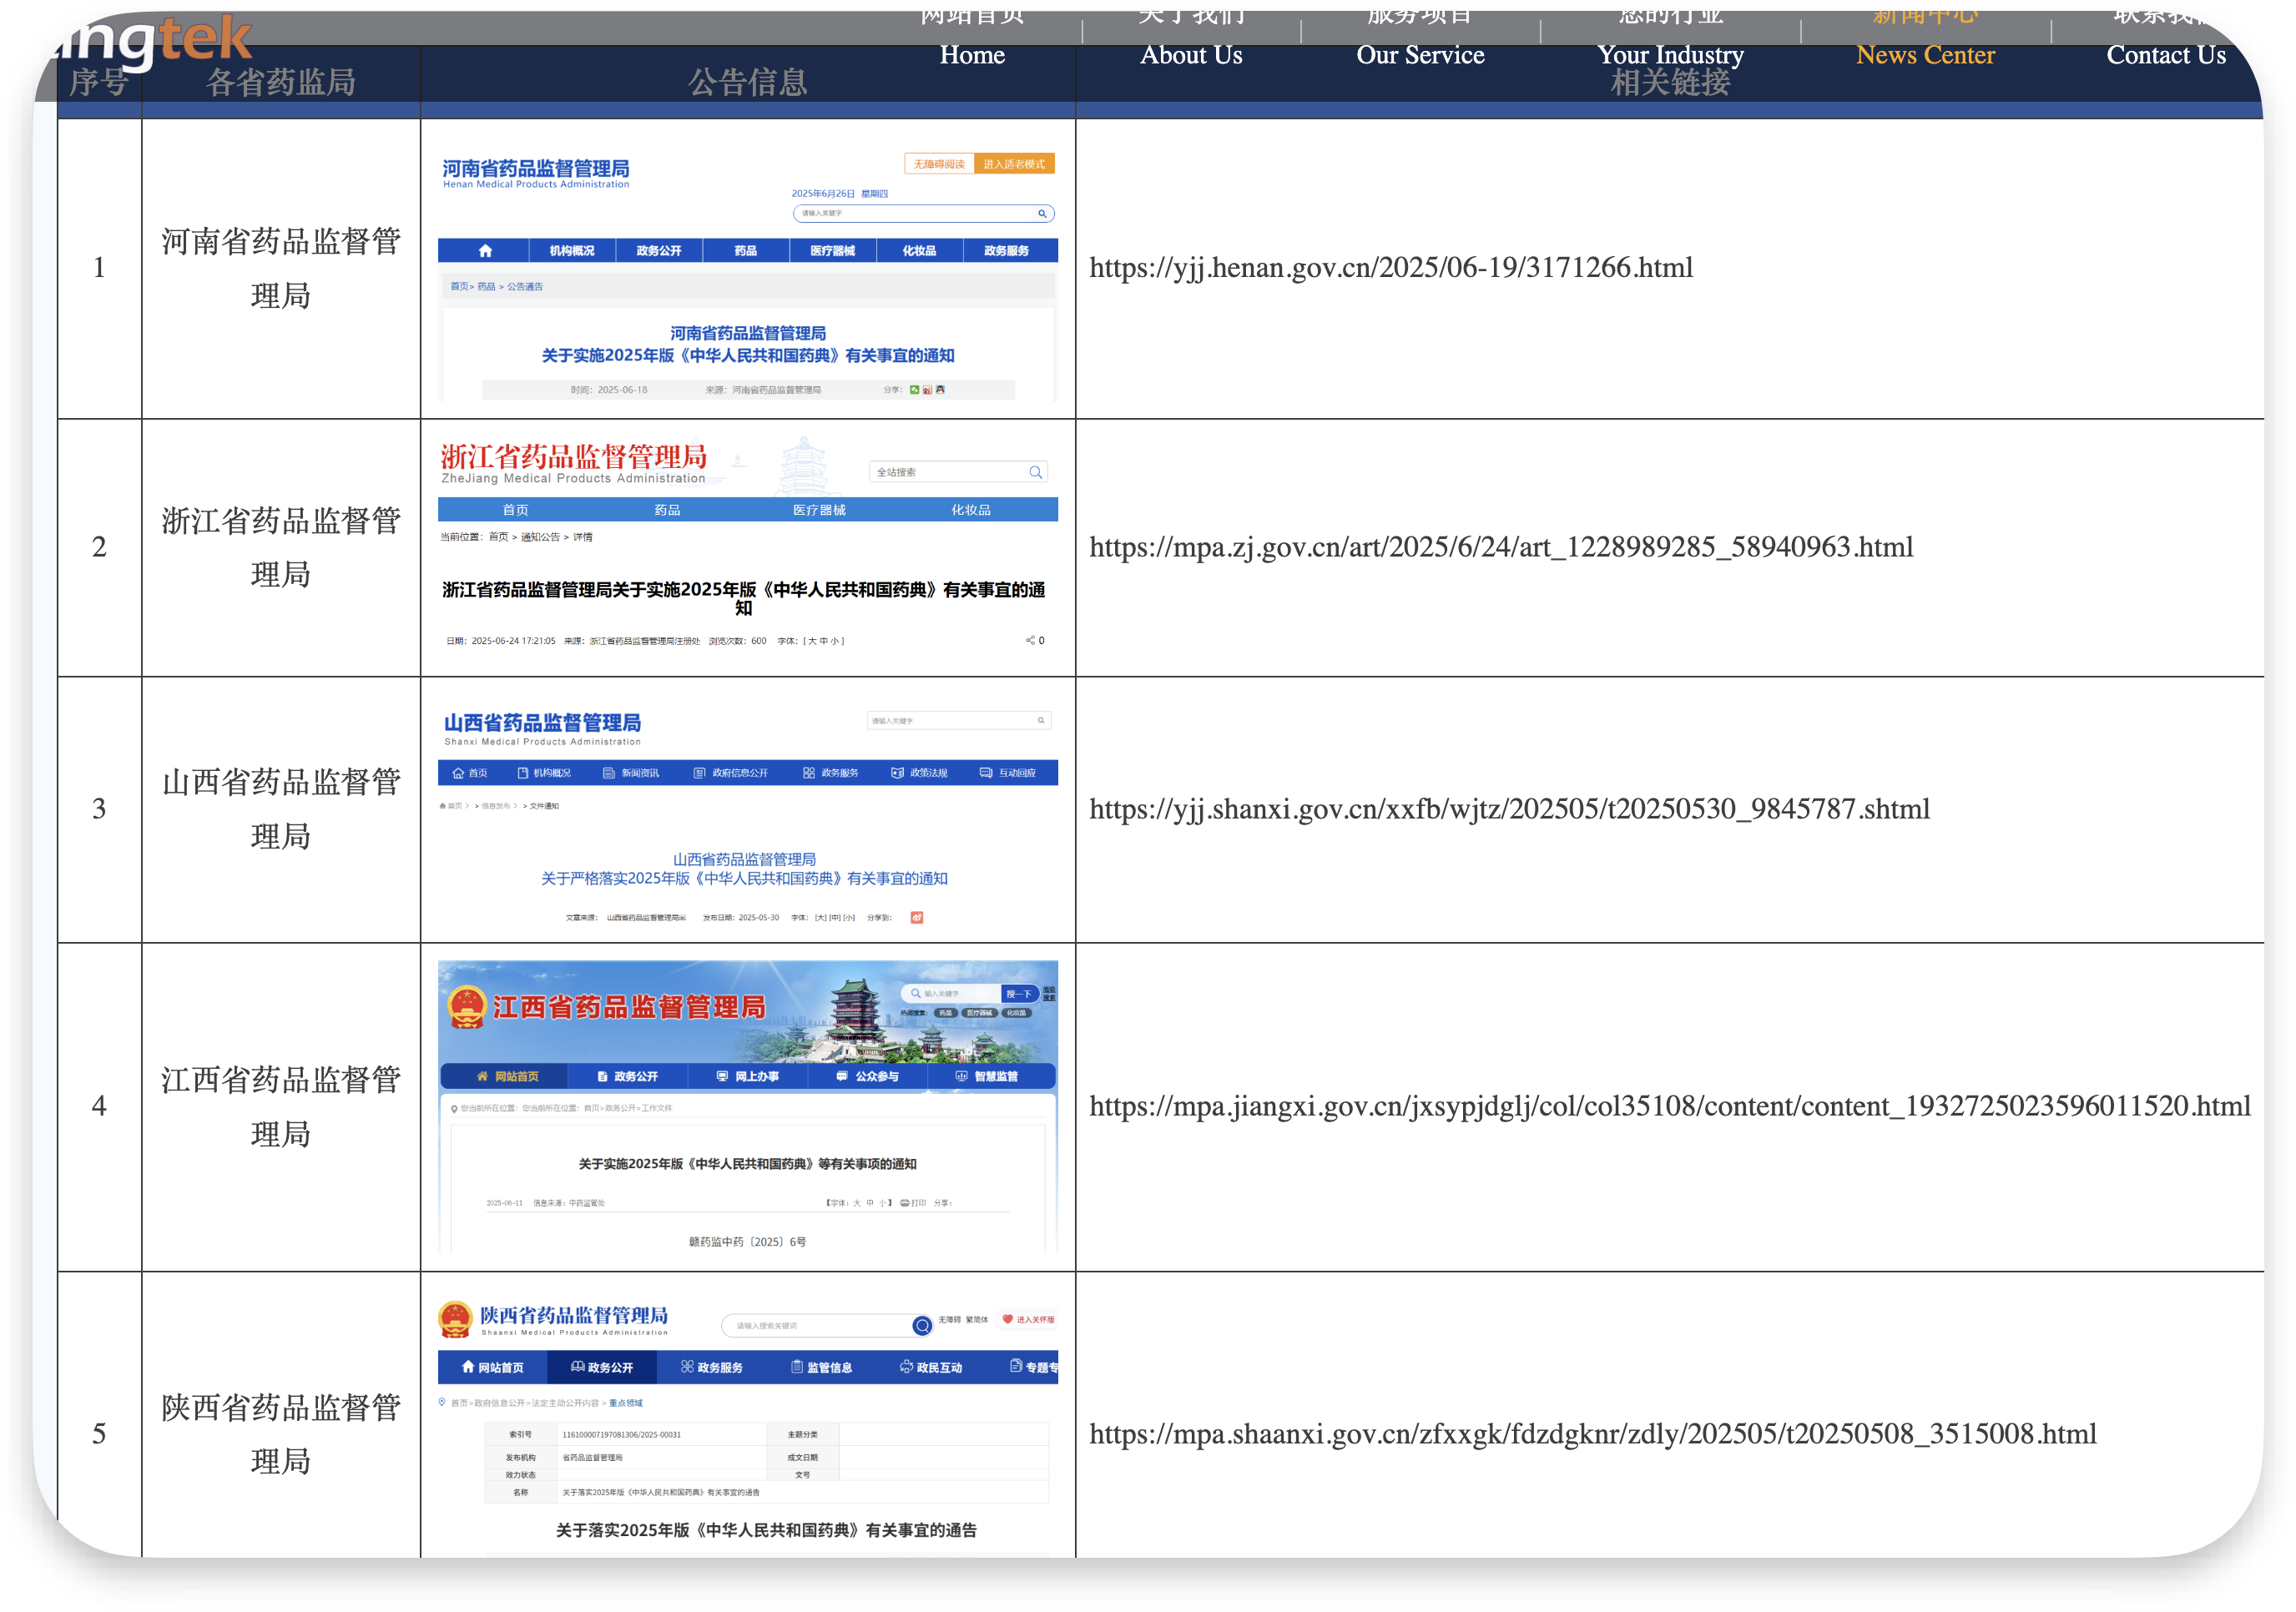 ngtek
网站首页 关于我们 服务项目 您的行业 新闻中心
Home About Us Our Service Your Industry News Center Contact Us
序号 各省药监局 公告信息 相关链接
1
河南省药品监督管
理局
河南省药品监督管理局
Henan Medical Products Administration
无障碍阅读 进入适老模式
2025年6月26日 星期四
请输入关键字
机构概况 政务公开 药品 医疗器械 化妆品 政务服务
首页> 药品 > 公告通告
河南省药品监督管理局
关于实施2025年版《中华人民共和国药典》有关事宜的通知
时间：2025-06-18 来源：河南省药品监督管理局 分享：
https://yjj.henan.gov.cn/2025/06-19/3171266.html
2
浙江省药品监督管
理局
浙江省药品监督管理局
ZheJiang Medical Products Administration
全站搜索
首页 药品 医疗器械 化妆品
当前位置：首页 > 通知公告 > 详情
浙江省药品监督管理局关于实施2025年版《中华人民共和国药典》有关事宜的通
知
日期：2025-06-24 17:21:05 来源：浙江省药品监督管理局注册处 浏览次数：600 字体：[ 大 中 小 ] 0
https://mpa.zj.gov.cn/art/2025/6/24/art_1228989285_58940963.html
3
山西省药品监督管
理局
山西省药品监督管理局
Shanxi Medical Products Administration
请输入关键字
首页 机构概况 新闻资讯 政府信息公开 政务服务 政策法规 互动回应
首页 > > 信息发布 > > 文件通知
山西省药品监督管理局
关于严格落实2025年版《中华人民共和国药典》有关事宜的通知
文章来源： 山西省药品监督管理局 发布日期：2025-05-30 字体： [大] [中] [小] 分享到：
https://yjj.shanxi.gov.cn/xxfb/wjtz/202505/t20250530_9845787.shtml
4
江西省药品监督管
理局
江西省药品监督管理局
输入关键字 搜一下
药品 医疗器械 化妆品
网站首页 政务公开 网上办事 公众参与 智慧监管
您当前所在位置：您当前所在位置：首页>政务公开>工作文件
关于实施2025年版《中华人民共和国药典》等有关事项的通知
2025-06-11 信息来源：中药监管处 【字体：大 中 小】 打印 分享：
赣药监中药〔2025〕6号
https://mpa.jiangxi.gov.cn/jxsypjdglj/col/col35108/content/content_1932725023596011520.html
5
陕西省药品监督管
理局
陕西省药品监督管理局
Shaanxi Medical Products Administration
请输入搜索关键词
无障碍 繁简体 进入关怀版
网站首页 政务公开 政务服务 监管信息 政民互动 专题专
首页>政府信息公开>法定主动公开内容 > 重点领域
索引号 116100007197081306/2025-00031 主题分类
发布机构 省药品监督管理局 成文日期
效力状态 文号
名称 关于落实2025年版《中华人民共和国药典》有关事宜的通告
关于落实2025年版《中华人民共和国药典》有关事宜的通告
https://mpa.shaanxi.gov.cn/zfxxgk/fdzdgknr/zdly/202505/t20250508_3515008.html